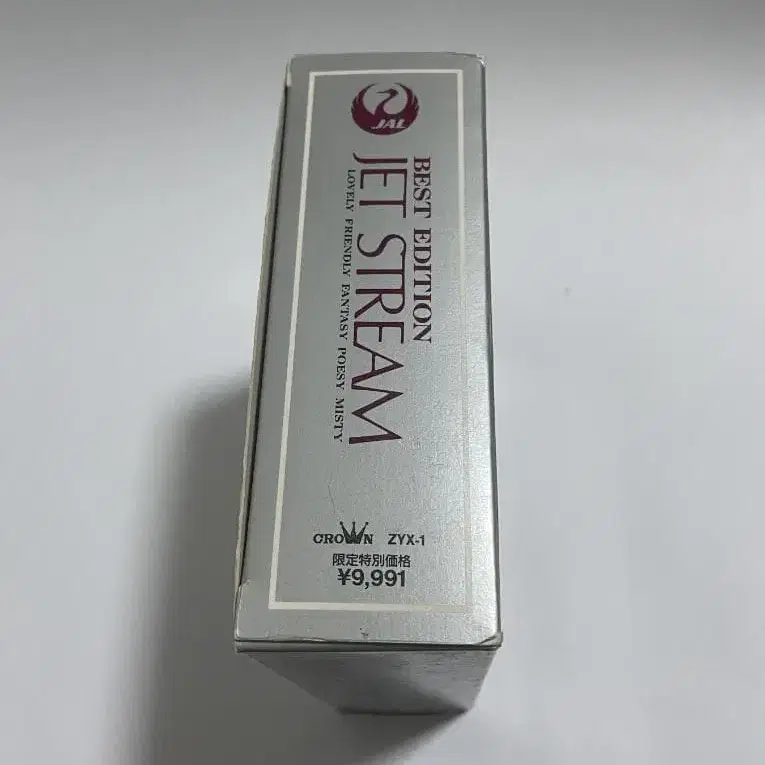 JAL
BEST EDITION
JET STREAM
LOVELY FRIENDLY FANTASY POESY MISTY
CROWN ZYX-1
限定特別価格
¥9,991